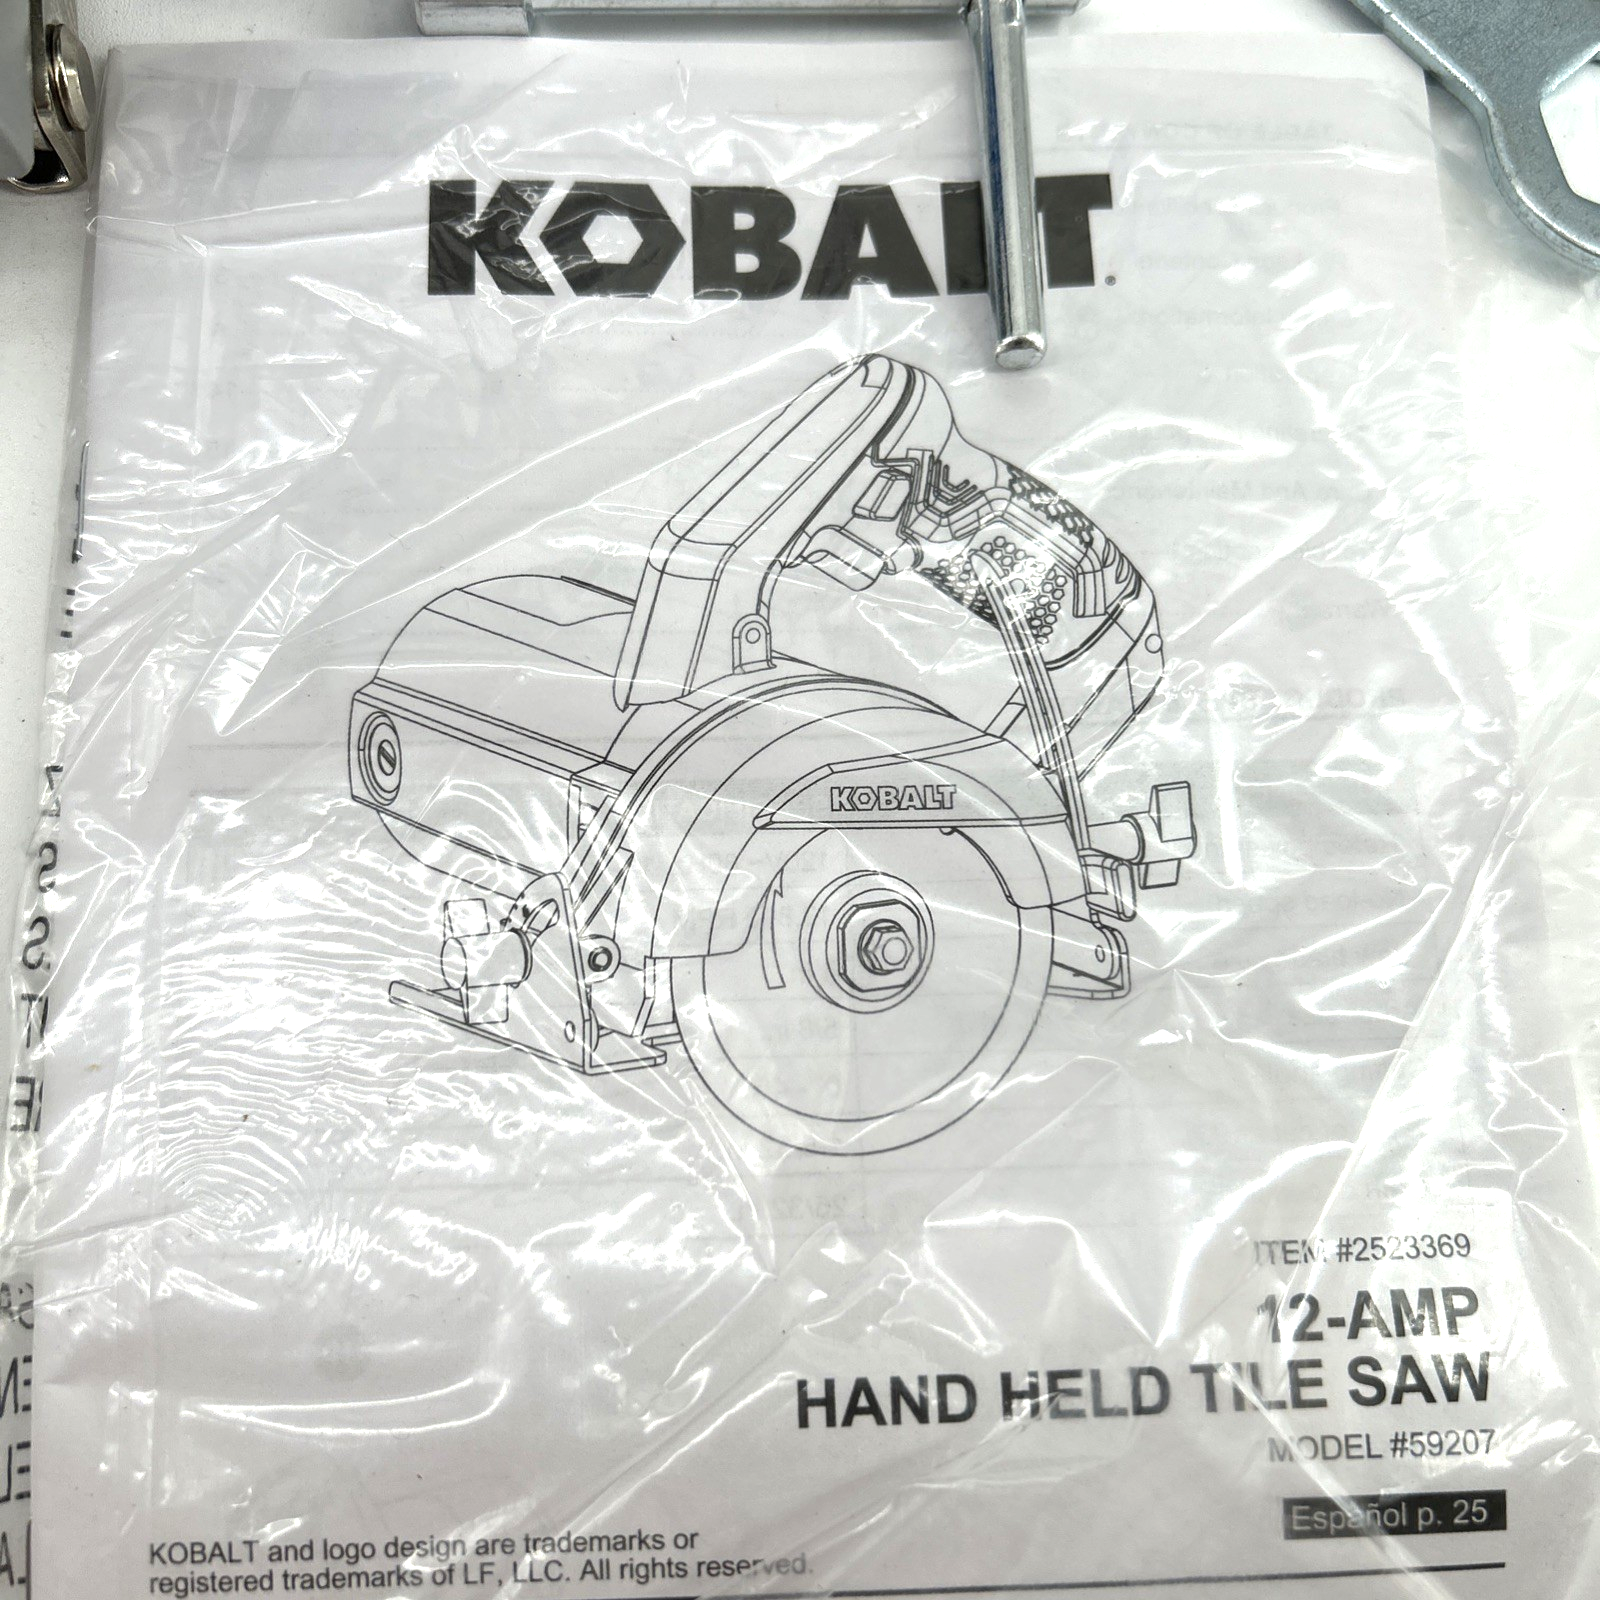 KOBALT
KOBALT
ITEM #2523369
12-AMP
HAND HELD TILE SAW
MODEL #59207
Español p. 25
KOBALT and logo design are trademarks or
registered trademarks of LF, LLC. All rights reserved.